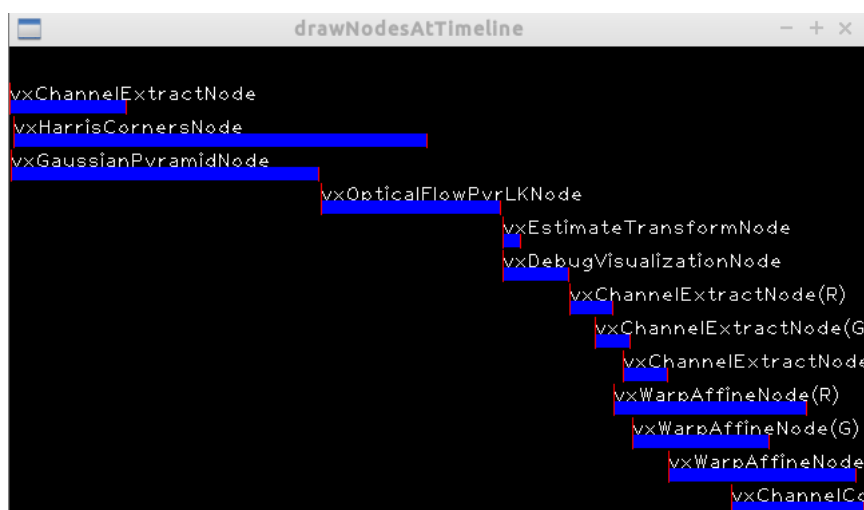 drawNodesAtTimeline
vxChannelExtractNode
vxHarrisCornersNode
vxGaussianPyramidNode
vxOpticalFlowPyrLKNode
vxEstimateTransformNode
vxDebugVisualizationNode
vxChannelExtractNode(R)
vxChannelExtractNode(G
vxChannelExtractNode
vxWarpAffineNode(R)
vxWarpAffineNode(G)
vxWarpAffineNode
vxChannelCo